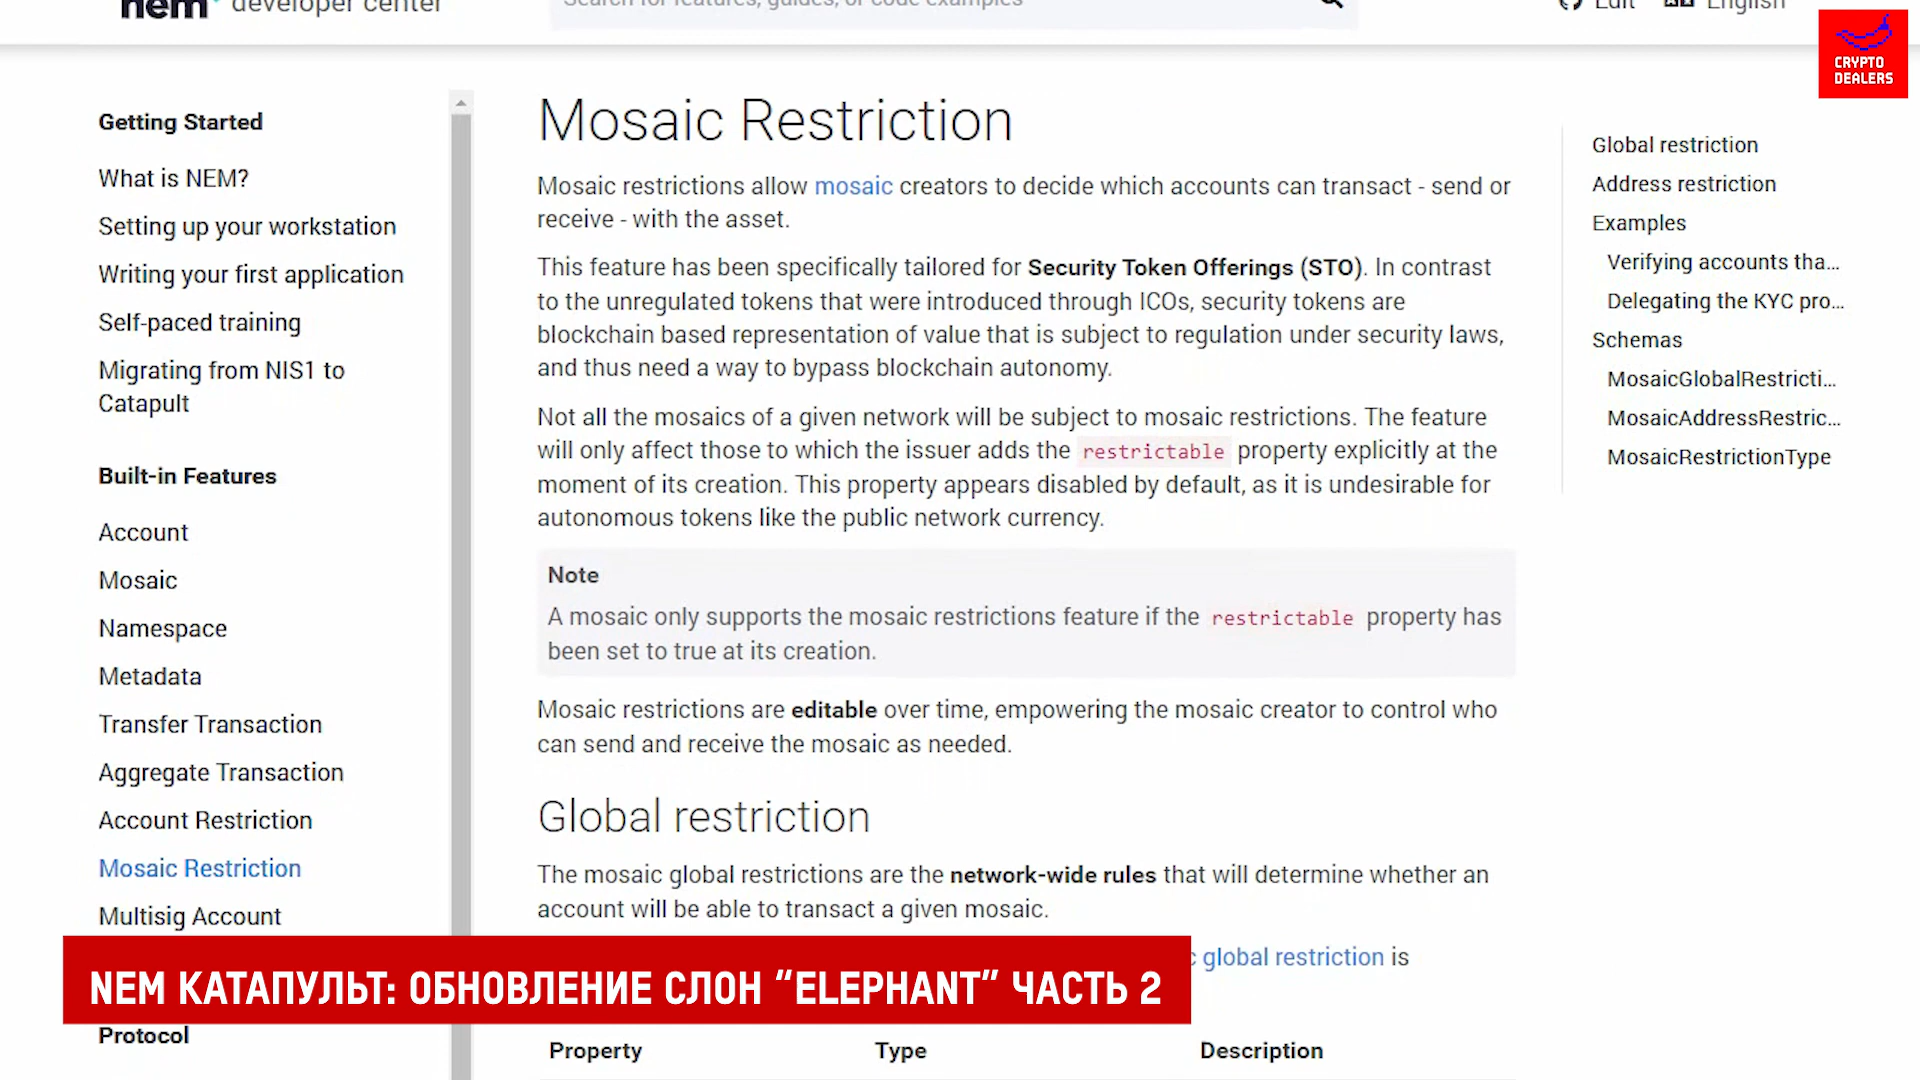 nem developer center
Search for features, guides, or code examples
Edit
English
CRYPTO
DEALERS
Getting Started
What is NEM?
Setting up your workstation
Writing your first application
Self-paced training
Migrating from NIS1 to
Catapult
Built-in Features
Account
Mosaic
Namespace
Metadata
Transfer Transaction
Aggregate Transaction
Account Restriction
Mosaic Restriction
Multisig Account
Protocol
Mosaic Restriction
Mosaic restrictions allow mosaic creators to decide which accounts can transact - send or
receive - with the asset.
This feature has been specifically tailored for Security Token Offerings (STO). In contrast
to the unregulated tokens that were introduced through ICOs, security tokens are
blockchain based representation of value that is subject to regulation under security laws,
and thus need a way to bypass blockchain autonomy.
Not all the mosaics of a given network will be subject to mosaic restrictions. The feature
will only affect those to which the issuer adds the restrictable property explicitly at the
moment of its creation. This property appears disabled by default, as it is undesirable for
autonomous tokens like the public network currency.
Note
A mosaic only supports the mosaic restrictions feature if the restrictable property has
been set to true at its creation.
Mosaic restrictions are editable over time, empowering the mosaic creator to control who
can send and receive the mosaic as needed.
Global restriction
The mosaic global restrictions are the network-wide rules that will determine whether an
account will be able to transact a given mosaic.
global restriction is
Property Type Description
Global restriction
Address restriction
Examples
Verifying accounts tha...
Delegating the KYC pro...
Schemas
MosaicGlobalRestricti...
MosaicAddressRestric...
MosaicRestrictionType
NEM КАТАПУЛЬТ: ОБНОВЛЕНИЕ СЛОН “ELEPHANT” ЧАСТЬ 2